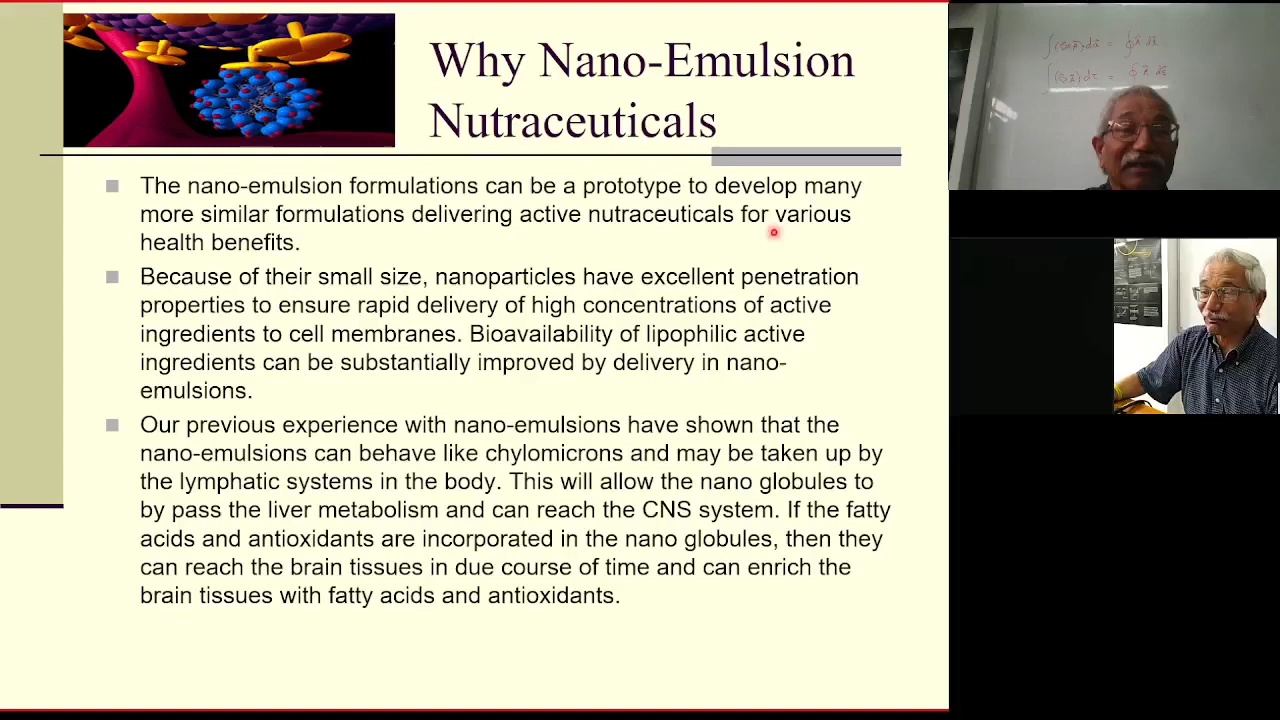 Why Nano-Emulsion
Nutraceuticals
The nano-emulsion formulations can be a prototype to develop many
more similar formulations delivering active nutraceuticals for various
health benefits.
Because of their small size, nanoparticles have excellent penetration
properties to ensure rapid delivery of high concentrations of active
ingredients to cell membranes. Bioavailability of lipophilic active
ingredients can be substantially improved by delivery in nano-
emulsions.
Our previous experience with nano-emulsions have shown that the
nano-emulsions can behave like chylomicrons and may be taken up by
the lymphatic systems in the body. This will allow the nano globules to
by pass the liver metabolism and can reach the CNS system. If the fatty
acids and antioxidants are incorporated in the nano globules, then they
can reach the brain tissues in due course of time and can enrich the
brain tissues with fatty acids and antioxidants.